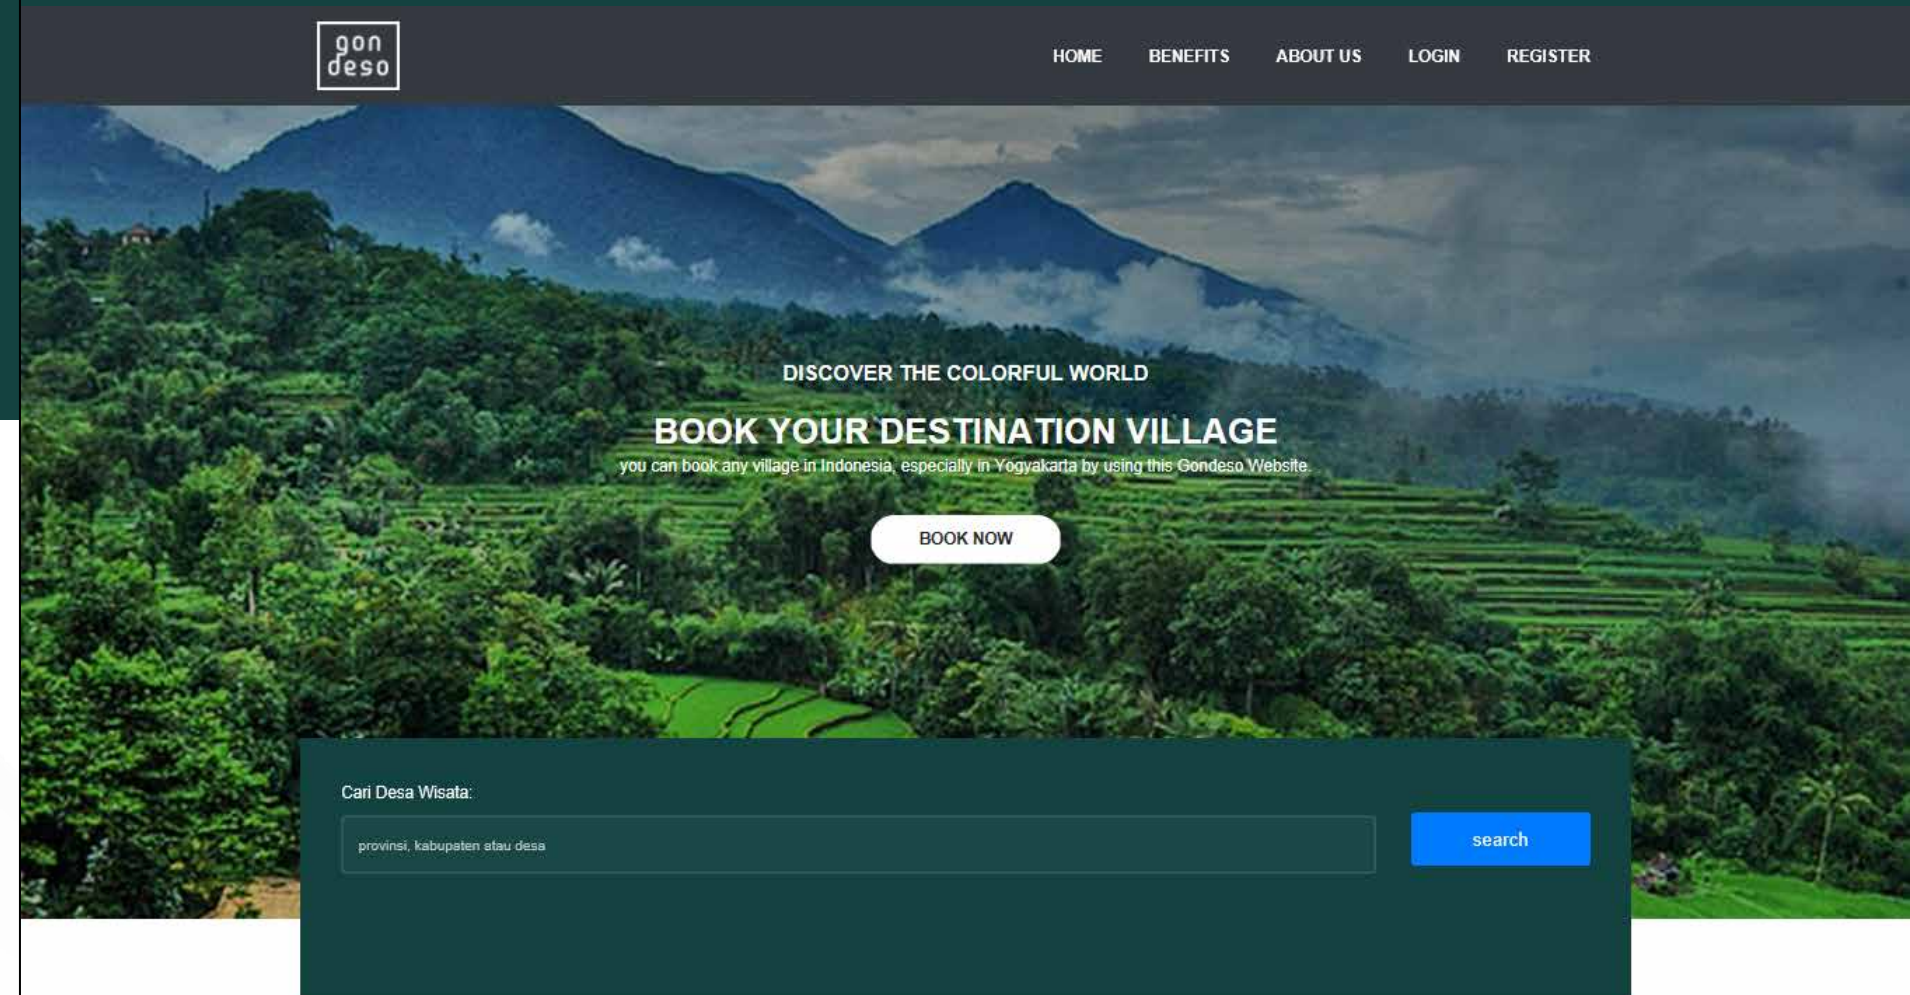 gon
deso
HOME BENEFITS ABOUT US LOGIN REGISTER
DISCOVER THE COLORFUL WORLD
BOOK YOUR DESTINATION VILLAGE
you can book any village in Indonesia, especially in Yogyakarta by using this Gondeso Website.
BOOK NOW
Cari Desa Wisata:
provinsi, kabupaten atau desa
search